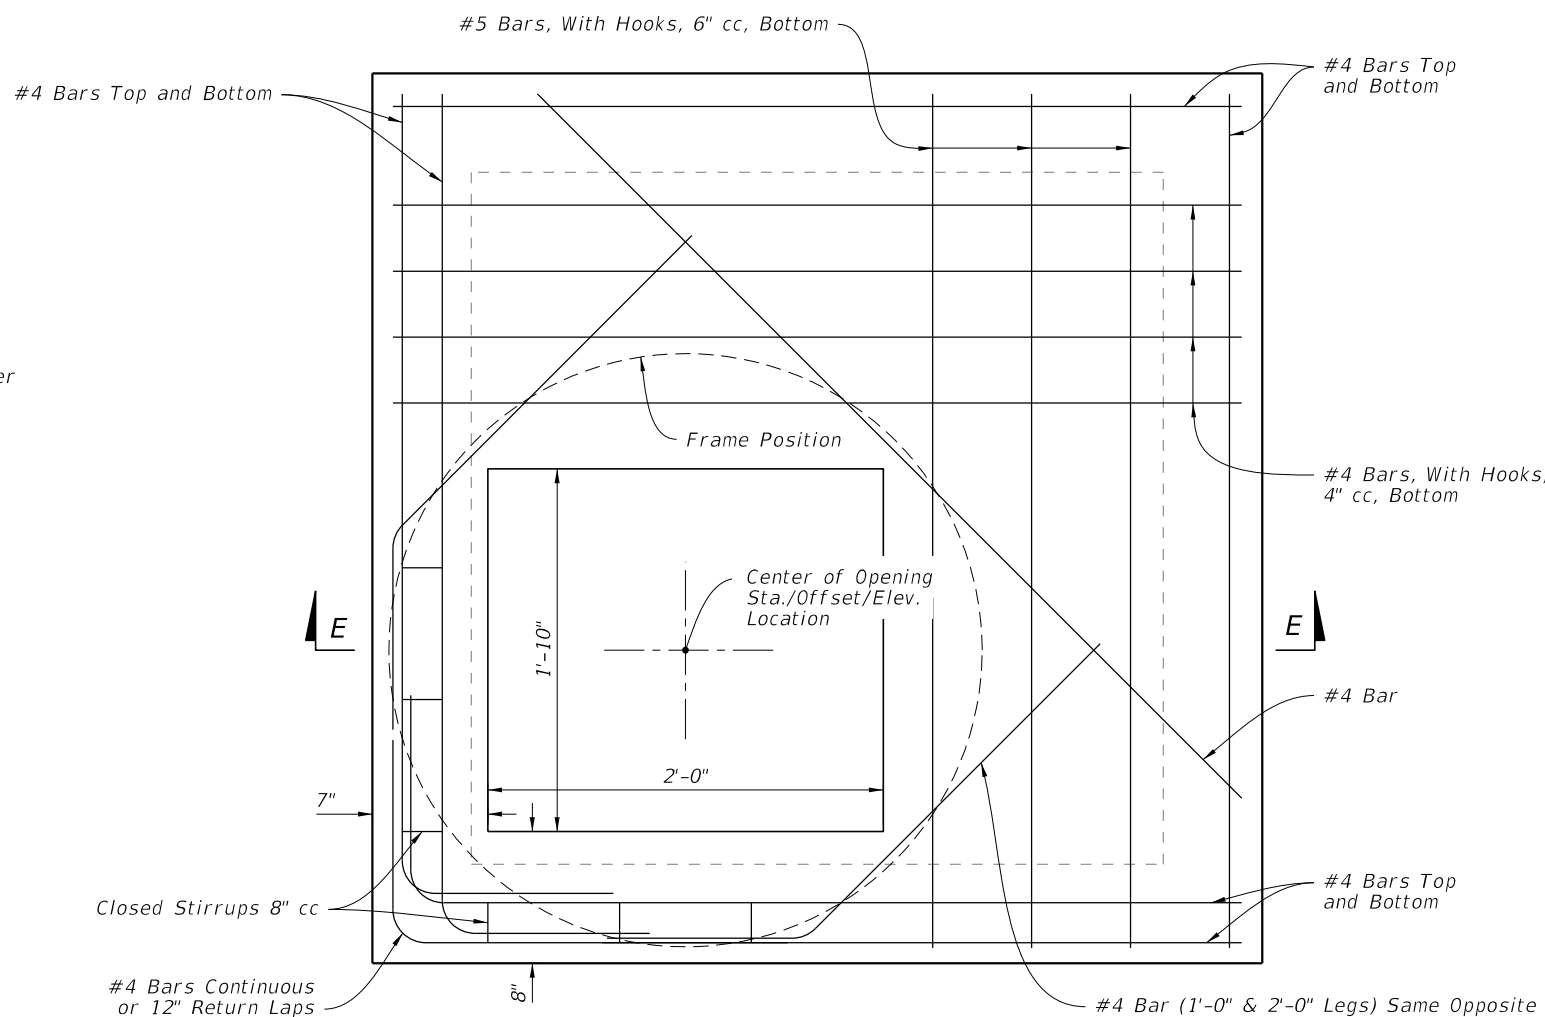 #5 Bars, With Hooks, 6" cc, Bottom
#4 Bars Top
and Bottom
#4 Bars Top and Bottom
er
Frame Position
#4 Bars, With Hooks,
4" cc, Bottom
Center of Opening
Sta./Offset/Elev.
Location
E
E
1'-10"
#4 Bar
2'-0"
7"
#4 Bars Top
and Bottom
Closed Stirrups 8" cc
#4 Bars Continuous
or 12" Return Laps
8"
#4 Bar (1'-0" & 2'-0" Legs) Same Opposite